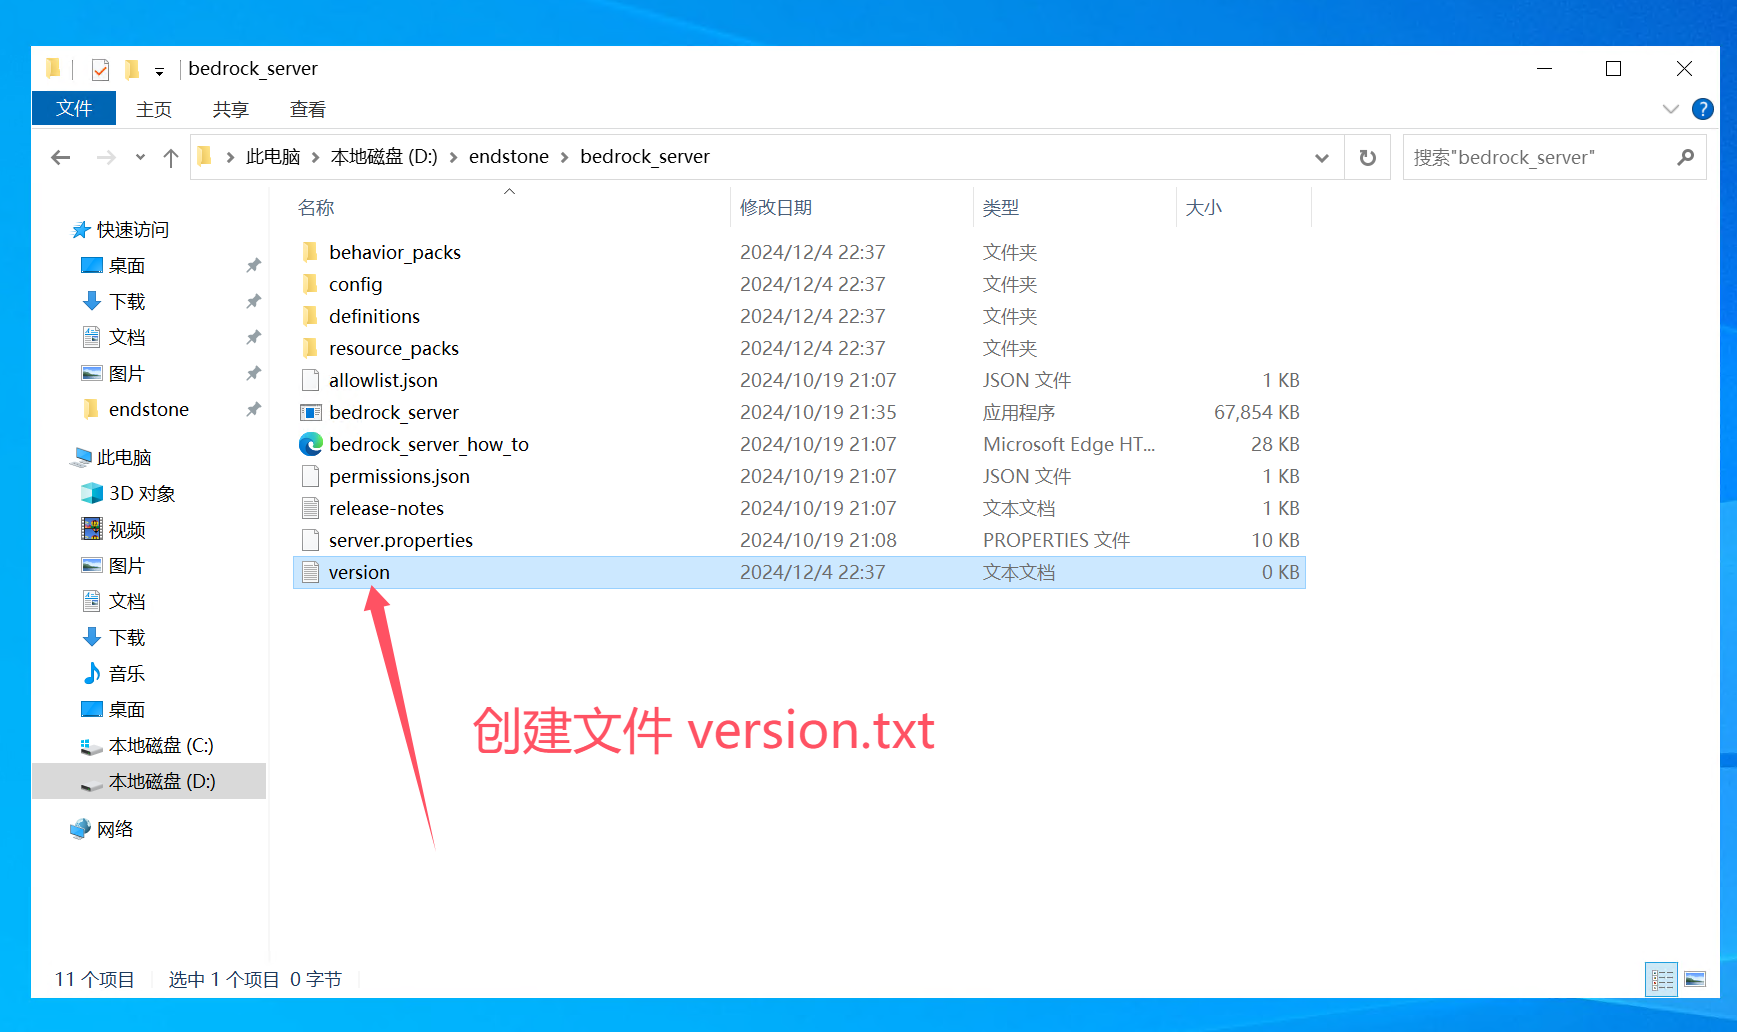 bedrock_server
文件 主页 共享 查看
此电脑 本地磁盘 (D:) endstone bedrock_server
搜索"bedrock_server"
名称 修改日期 类型 大小
快速访问
桌面
下载
文档
图片
endstone
此电脑
3D 对象
视频
图片
文档
下载
音乐
桌面
本地磁盘 (C:)
本地磁盘 (D:)
网络
behavior_packs 2024/12/4 22:37 文件夹
config 2024/12/4 22:37 文件夹
definitions 2024/12/4 22:37 文件夹
resource_packs 2024/12/4 22:37 文件夹
allowlist.json 2024/10/19 21:07 JSON 文件 1 KB
bedrock_server 2024/10/19 21:35 应用程序 67,854 KB
bedrock_server_how_to 2024/10/19 21:07 Microsoft Edge HT... 28 KB
permissions.json 2024/10/19 21:07 JSON 文件 1 KB
release-notes 2024/10/19 21:07 文本文档 1 KB
server.properties 2024/10/19 21:08 PROPERTIES 文件 10 KB
version 2024/12/4 22:37 文本文档 0 KB
创建文件 version.txt
11 个项目 选中 1 个项目 0 字节